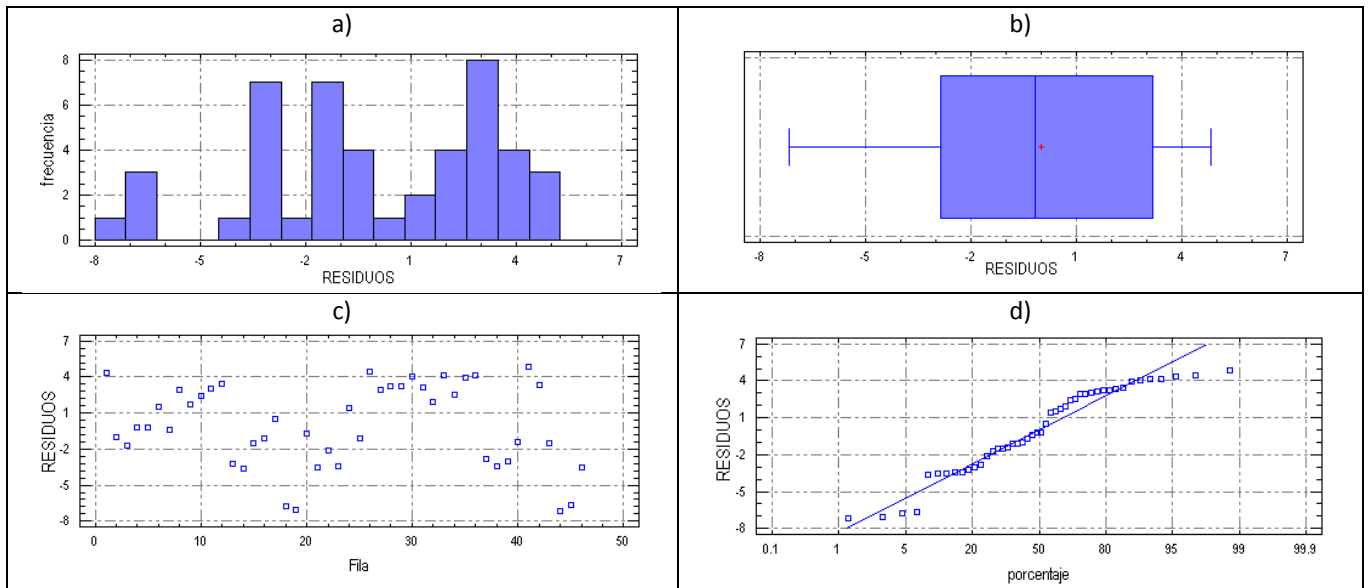 a)
8
6
4
2
0
frecuencia
-8 -5 -2 1 4 7
RESIDUOS
b)
-8 -5 -2 1 4 7
RESIDUOS
c)
7
4
1
-2
-5
-8
RESIDUOS
0 10 20 30 40 50
Fila
d)
7
4
1
-2
-5
-8
RESIDUOS
0.1 1 5 20 50 80 95 99 99.9
porcentaje